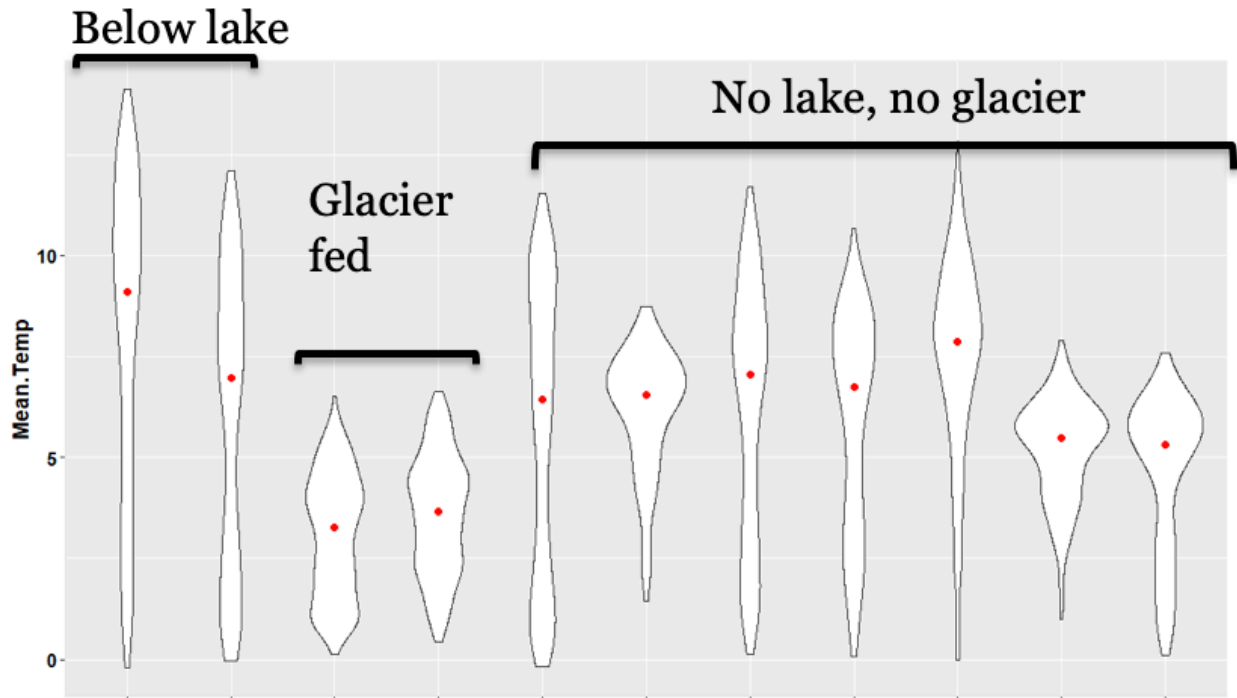 Below lake
No lake, no glacier
Glacier
fed
10
5
0
Mean.Temp